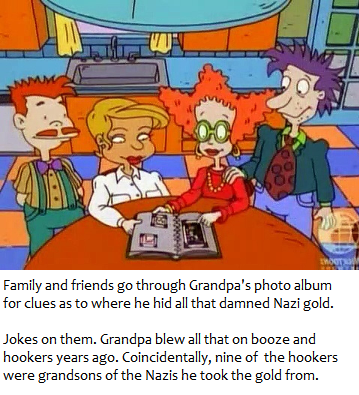 Family and friends go through Grandpa's photo album
for clues as to where he hid all that damned Nazi gold.
Jokes on them. Grandpa blew all that on booze and
hookers years ago. Coincidentally, nine of the hookers
were grandsons of the Nazis he took the gold from.